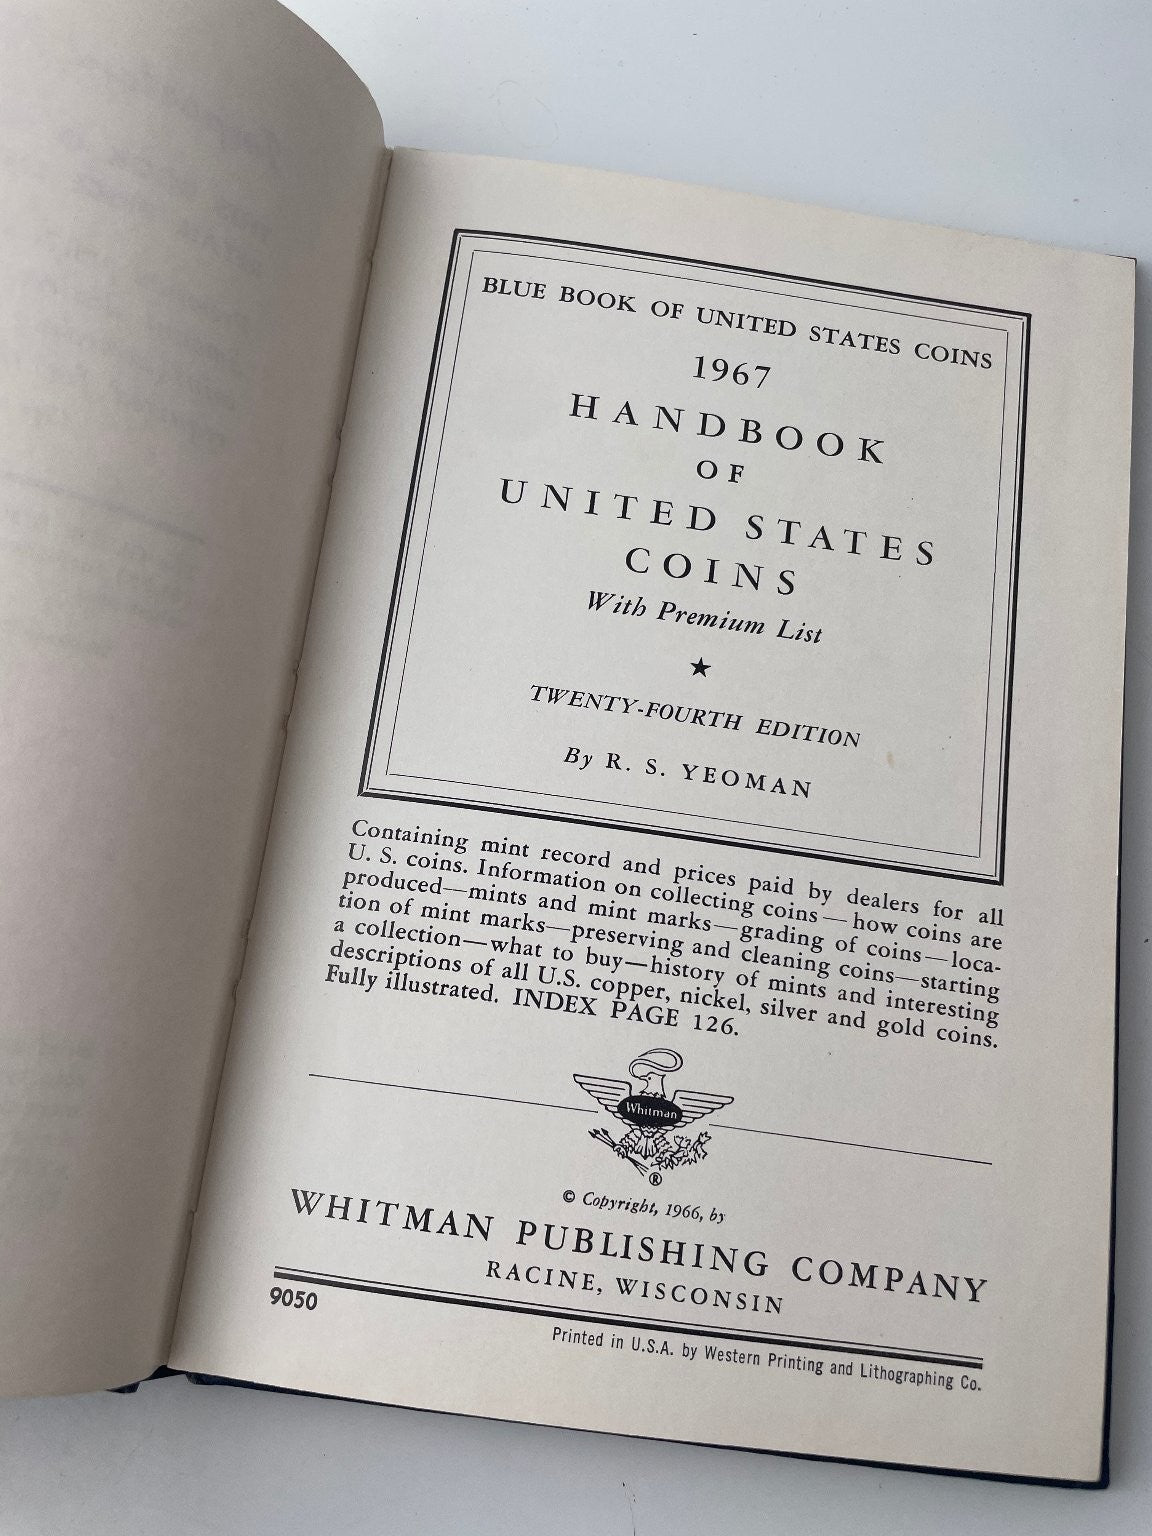 BLUE BOOK OF UNITED STATES COINS
1967
HANDBOOK
OF
UNITED STATES
COINS
With Premium List
★
TWENTY-FOURTH EDITION
By R. S. YEOMAN
Containing mint record and prices paid by dealers for all
U. S. coins. Information on collecting coins—how coins are
produced—mints and mint marks—grading of coins—loca-
tion of mint marks—preserving and cleaning coins—starting
a collection—what to buy—history of mints and interesting
descriptions of all U.S. copper, nickel, silver and gold coins.
Fully illustrated. INDEX PAGE 126.
Whitman
®
© Copyright, 1966, by
WHITMAN PUBLISHING COMPANY
RACINE, WISCONSIN
9050
Printed in U.S.A. by Western Printing and Lithographing Co.